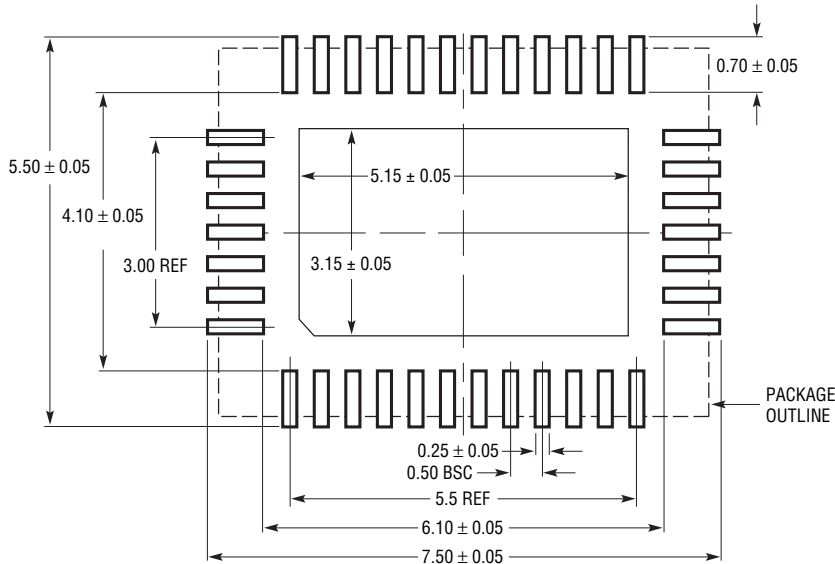 0.70 ± 0.05
5.50 ± 0.05
5.15 ± 0.05
4.10 ± 0.05
3.00 REF
3.15 ± 0.05
PACKAGE
OUTLINE
0.25 ± 0.05
0.50 BSC
5.5 REF
6.10 ± 0.05
7.50 ± 0.05